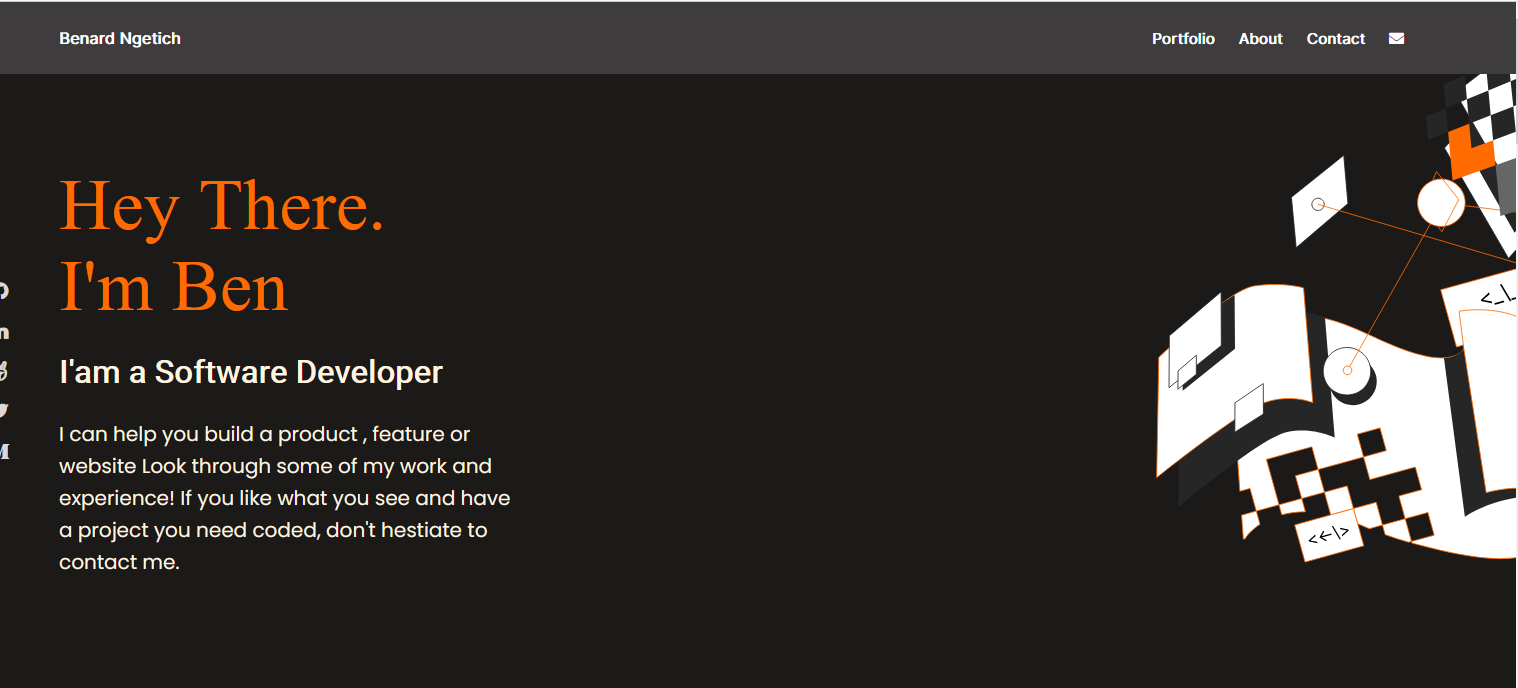 Benard Ngetich
Portfolio About Contact
Hey There.
I'm Ben
I'am a Software Developer
I can help you build a product , feature or
website Look through some of my work and
experience! If you like what you see and have
a project you need coded, don't hestiate to
contact me.
<←\>